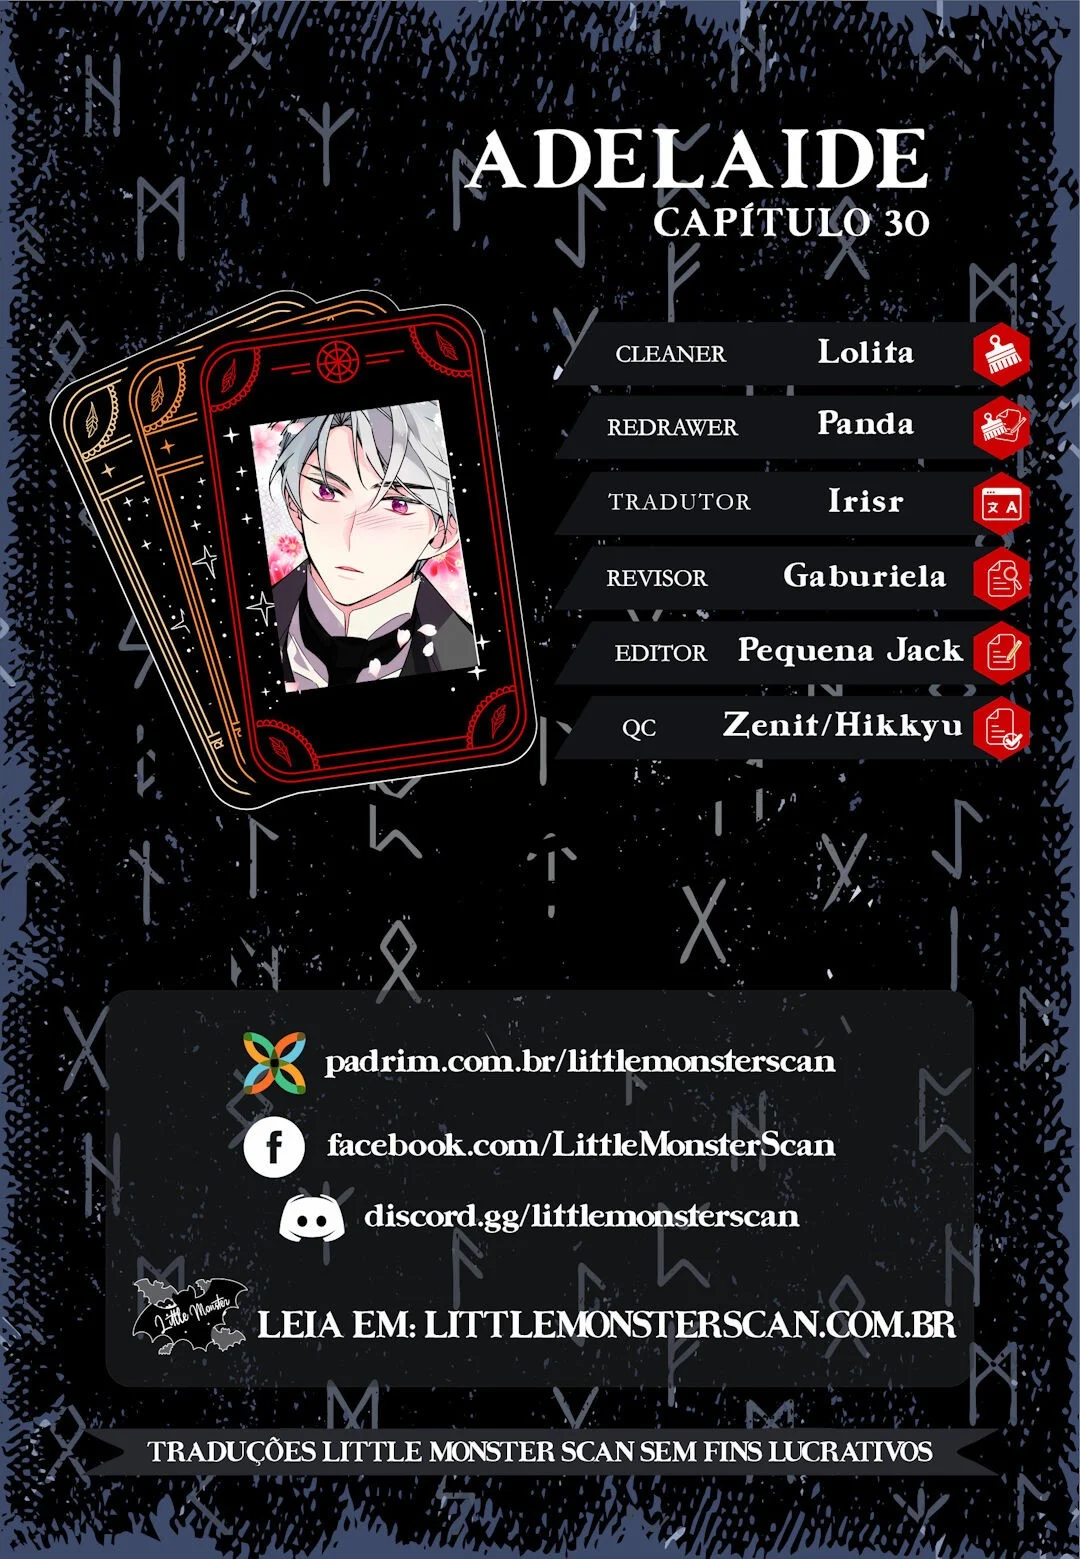 ADELAIDE
CAPÍTULO 30
CLEANER Lolita
REDRAWER Panda
TRADUTOR Irisr
REVISOR Gaburiela
EDITOR Pequena Jack
QC Zenit/Hikkyu
padrim.com.br/littlemonsterscan
facebook.com/LittleMonsterScan
discord.gg/littlemonsterscan
Little Monster
LEIA EM: LITTLEMONSTERSCAN.COM.BR
TRADUÇÕES LITTLE MONSTER SCAN SEM FINS LUCRATIVOS